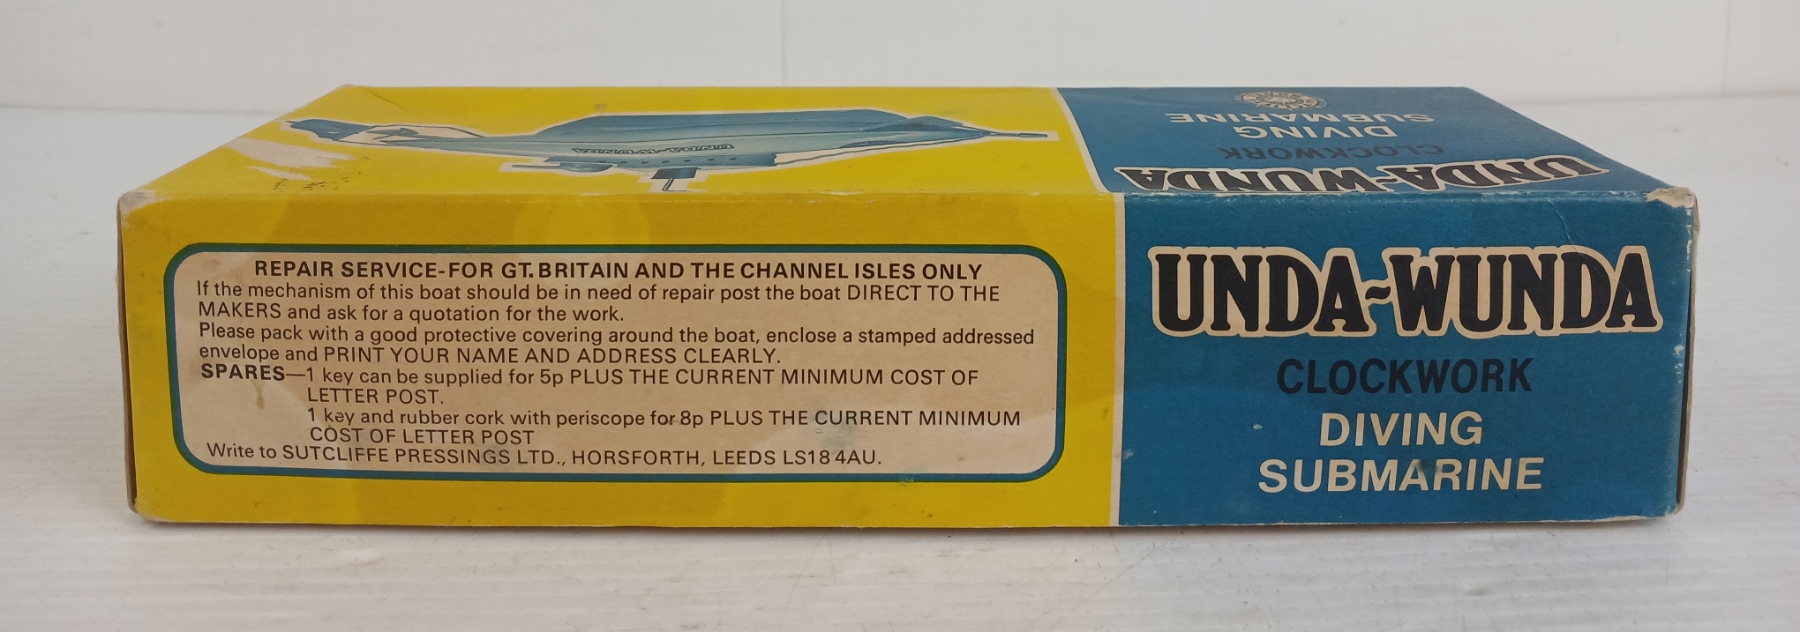 UNDA-WUNDA
CLOCKWORK
DIVING
SUBMARINE
UNDA-WUNDA
REPAIR SERVICE-FOR GT. BRITAIN AND THE CHANNEL ISLES ONLY
If the mechanism of this boat should be in need of repair post the boat DIRECT TO THE
MAKERS and ask for a quotation for the work.
Please pack with a good protective covering around the boat, enclose a stamped addressed
envelope and PRINT YOUR NAME AND ADDRESS CLEARLY.
SPARES—1 key can be supplied for 5p PLUS THE CURRENT MINIMUM COST OF
LETTER POST.
1 key and rubber cork with periscope for 8p PLUS THE CURRENT MINIMUM
COST OF LETTER POST
Write to SUTCLIFFE PRESSINGS LTD., HORSFORTH, LEEDS LS18 4AU.
UNDA~WUNDA
CLOCKWORK
DIVING
SUBMARINE